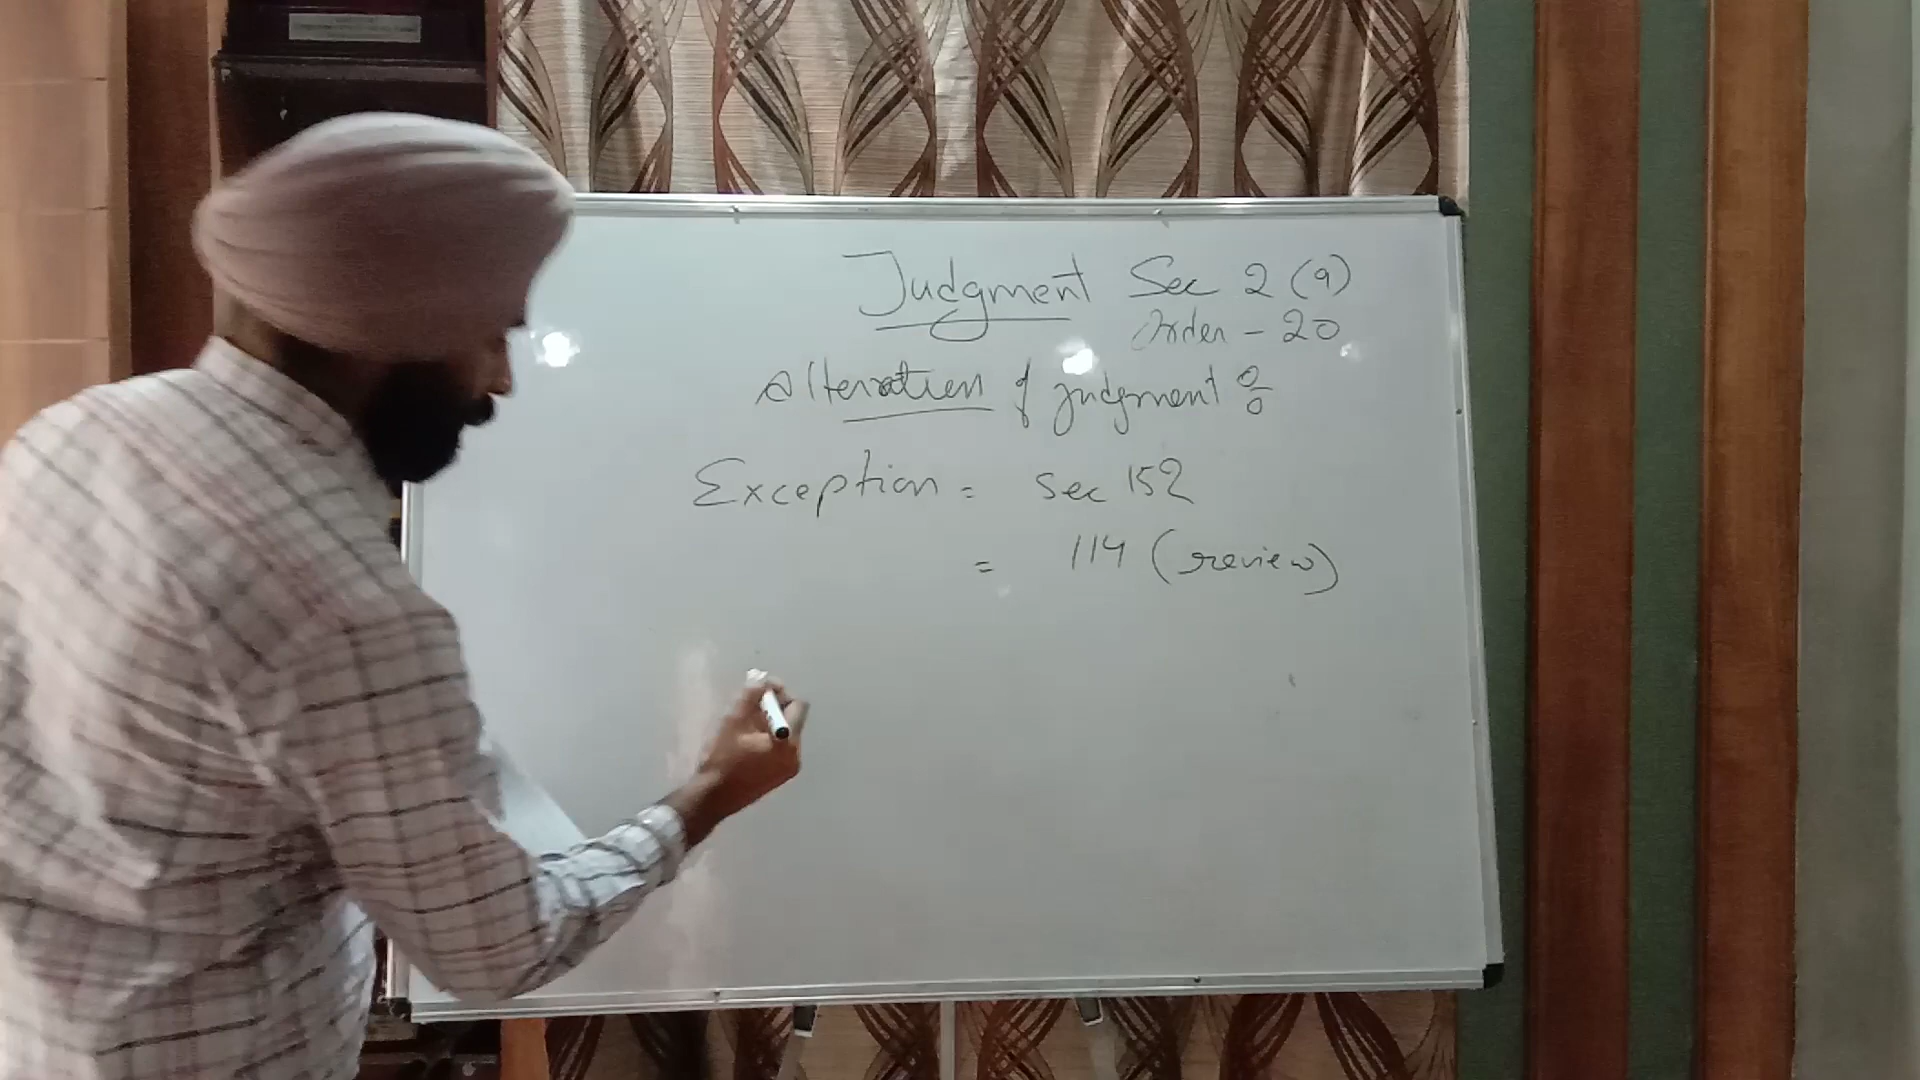 Judgment Sec 2 (9)
Order - 20
Alteration of judgment :
Exception = Sec 152
= 114 (review)